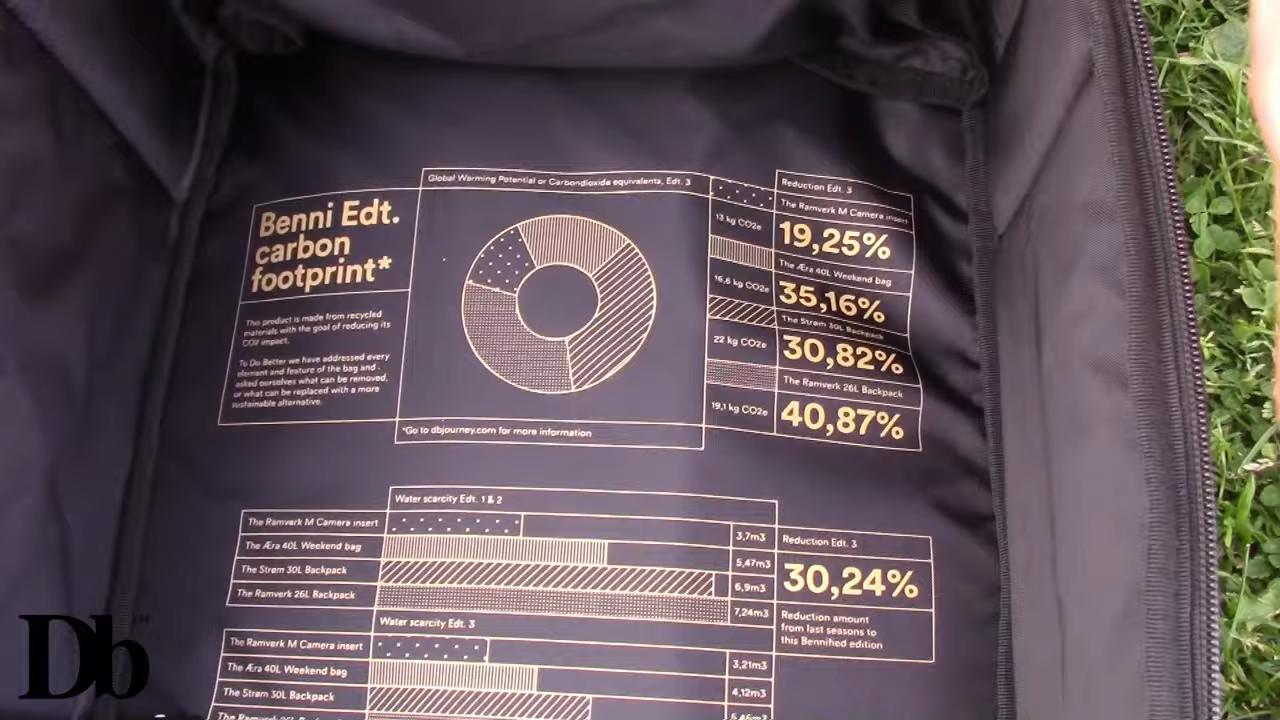 Benni Edt.
carbon
footprint*
This product is made from recycled
materials with the goal of reducing its
CO2 impact.
To Do Better we have addressed every
element and feature of the bag and
asked ourselves what can be removed,
or what can be replaced with a more
sustainable alternative.
Global Warming Potential or Carbondioxide equivalents, Edt. 3
*Go to dbjourney.com for more information
13 kg CO2e
16,6 kg CO2e
22 kg CO2e
19,1 kg CO2e
Reduction Edt. 3
The Ramverk M Camera insert
19,25%
The Æra 40L Weekend bag
35,16%
The Strøm 30L Backpack
30,82%
The Ramverk 26L Backpack
40,87%
Water scarcity Edt. 1 & 2
The Ramverk M Camera insert
3,7m3
The Æra 40L Weekend bag
5,47m3
The Strøm 30L Backpack
6,9m3
The Ramverk 26L Backpack
7,24m3
Reduction Edt. 3
30,24%
Reduction amount
from last seasons to
this Bennified edition
Water scarcity Edt. 3
The Ramverk M Camera insert
3,21m3
The Æra 40L Weekend bag
4,12m3
The Strøm 30L Backpack
Db